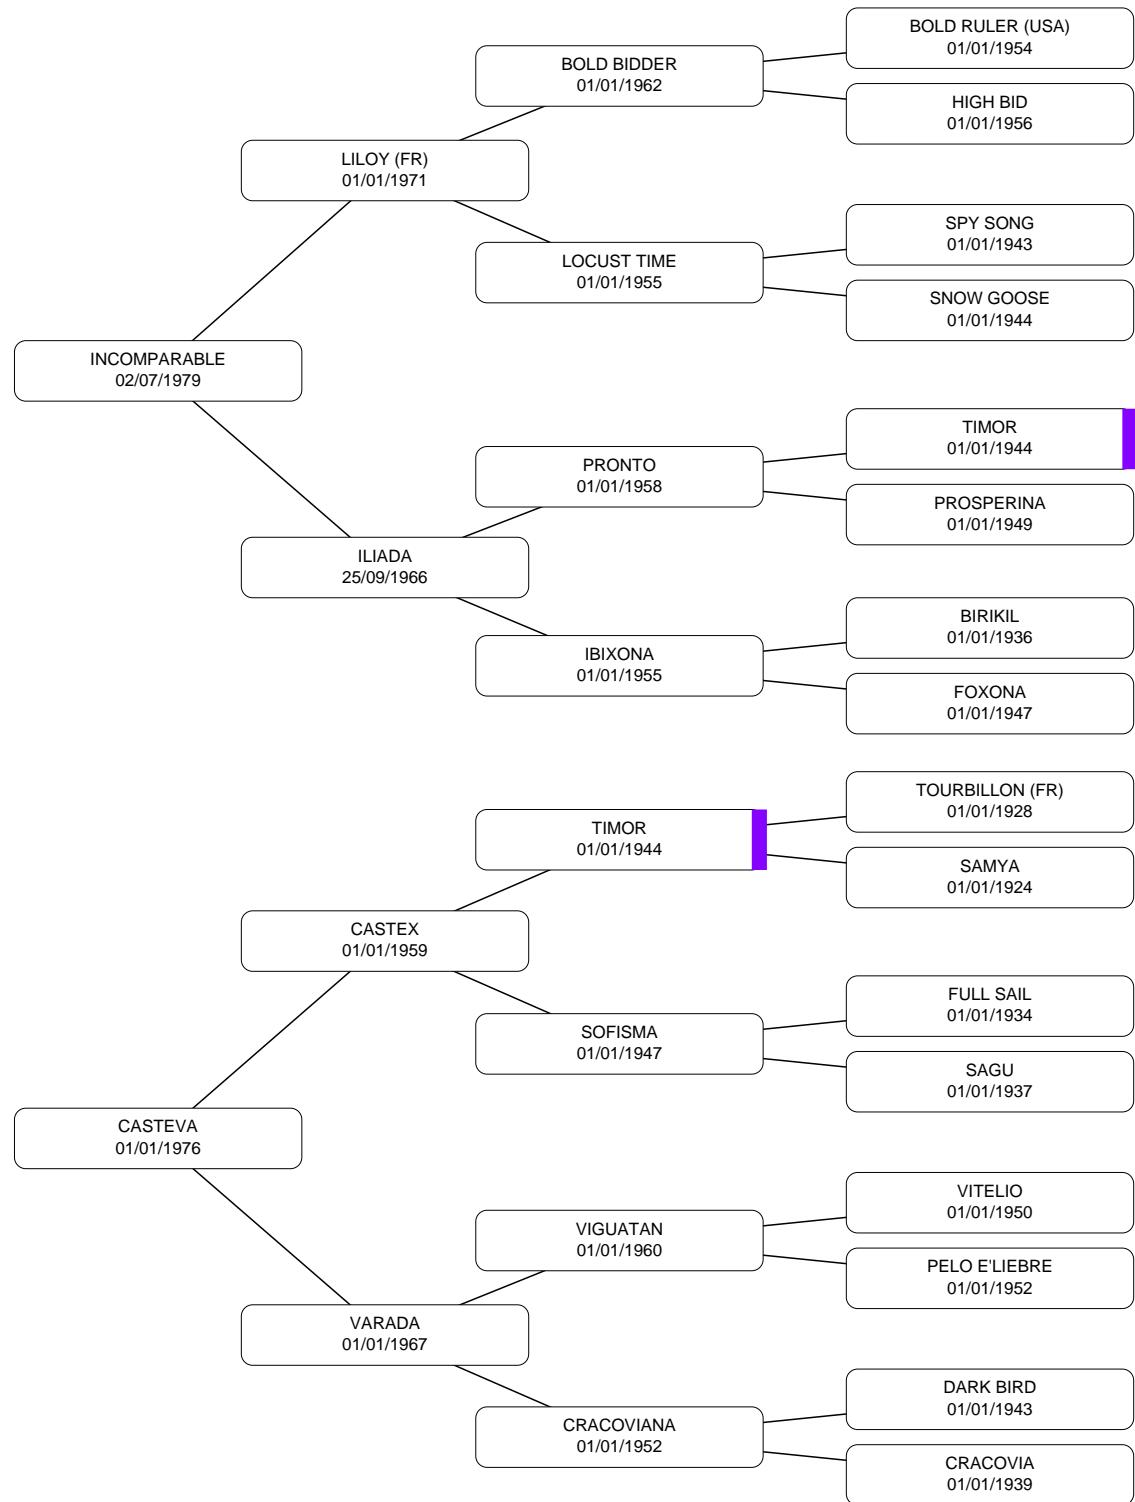 BOLD RULER (USA)
01/01/1954
BOLD BIDDER
01/01/1962
HIGH BID
01/01/1956
LILOY (FR)
01/01/1971
SPY SONG
01/01/1943
LOCUST TIME
01/01/1955
SNOW GOOSE
01/01/1944
INCOMPARABLE
02/07/1979
TIMOR
01/01/1944
PRONTO
01/01/1958
PROSPERINA
01/01/1949
ILIADA
25/09/1966
BIRIKIL
01/01/1936
IBIXONA
01/01/1955
FOXONA
01/01/1947
TOURBILLON (FR)
01/01/1928
TIMOR
01/01/1944
SAMYA
01/01/1924
CASTEX
01/01/1959
FULL SAIL
01/01/1934
SOFISMA
01/01/1947
SAGU
01/01/1937
CASTEVA
01/01/1976
VITELIO
01/01/1950
VIGUATAN
01/01/1960
PELO E'LIEBRE
01/01/1952
VARADA
01/01/1967
DARK BIRD
01/01/1943
CRACOVIANA
01/01/1952
CRACOVIA
01/01/1939